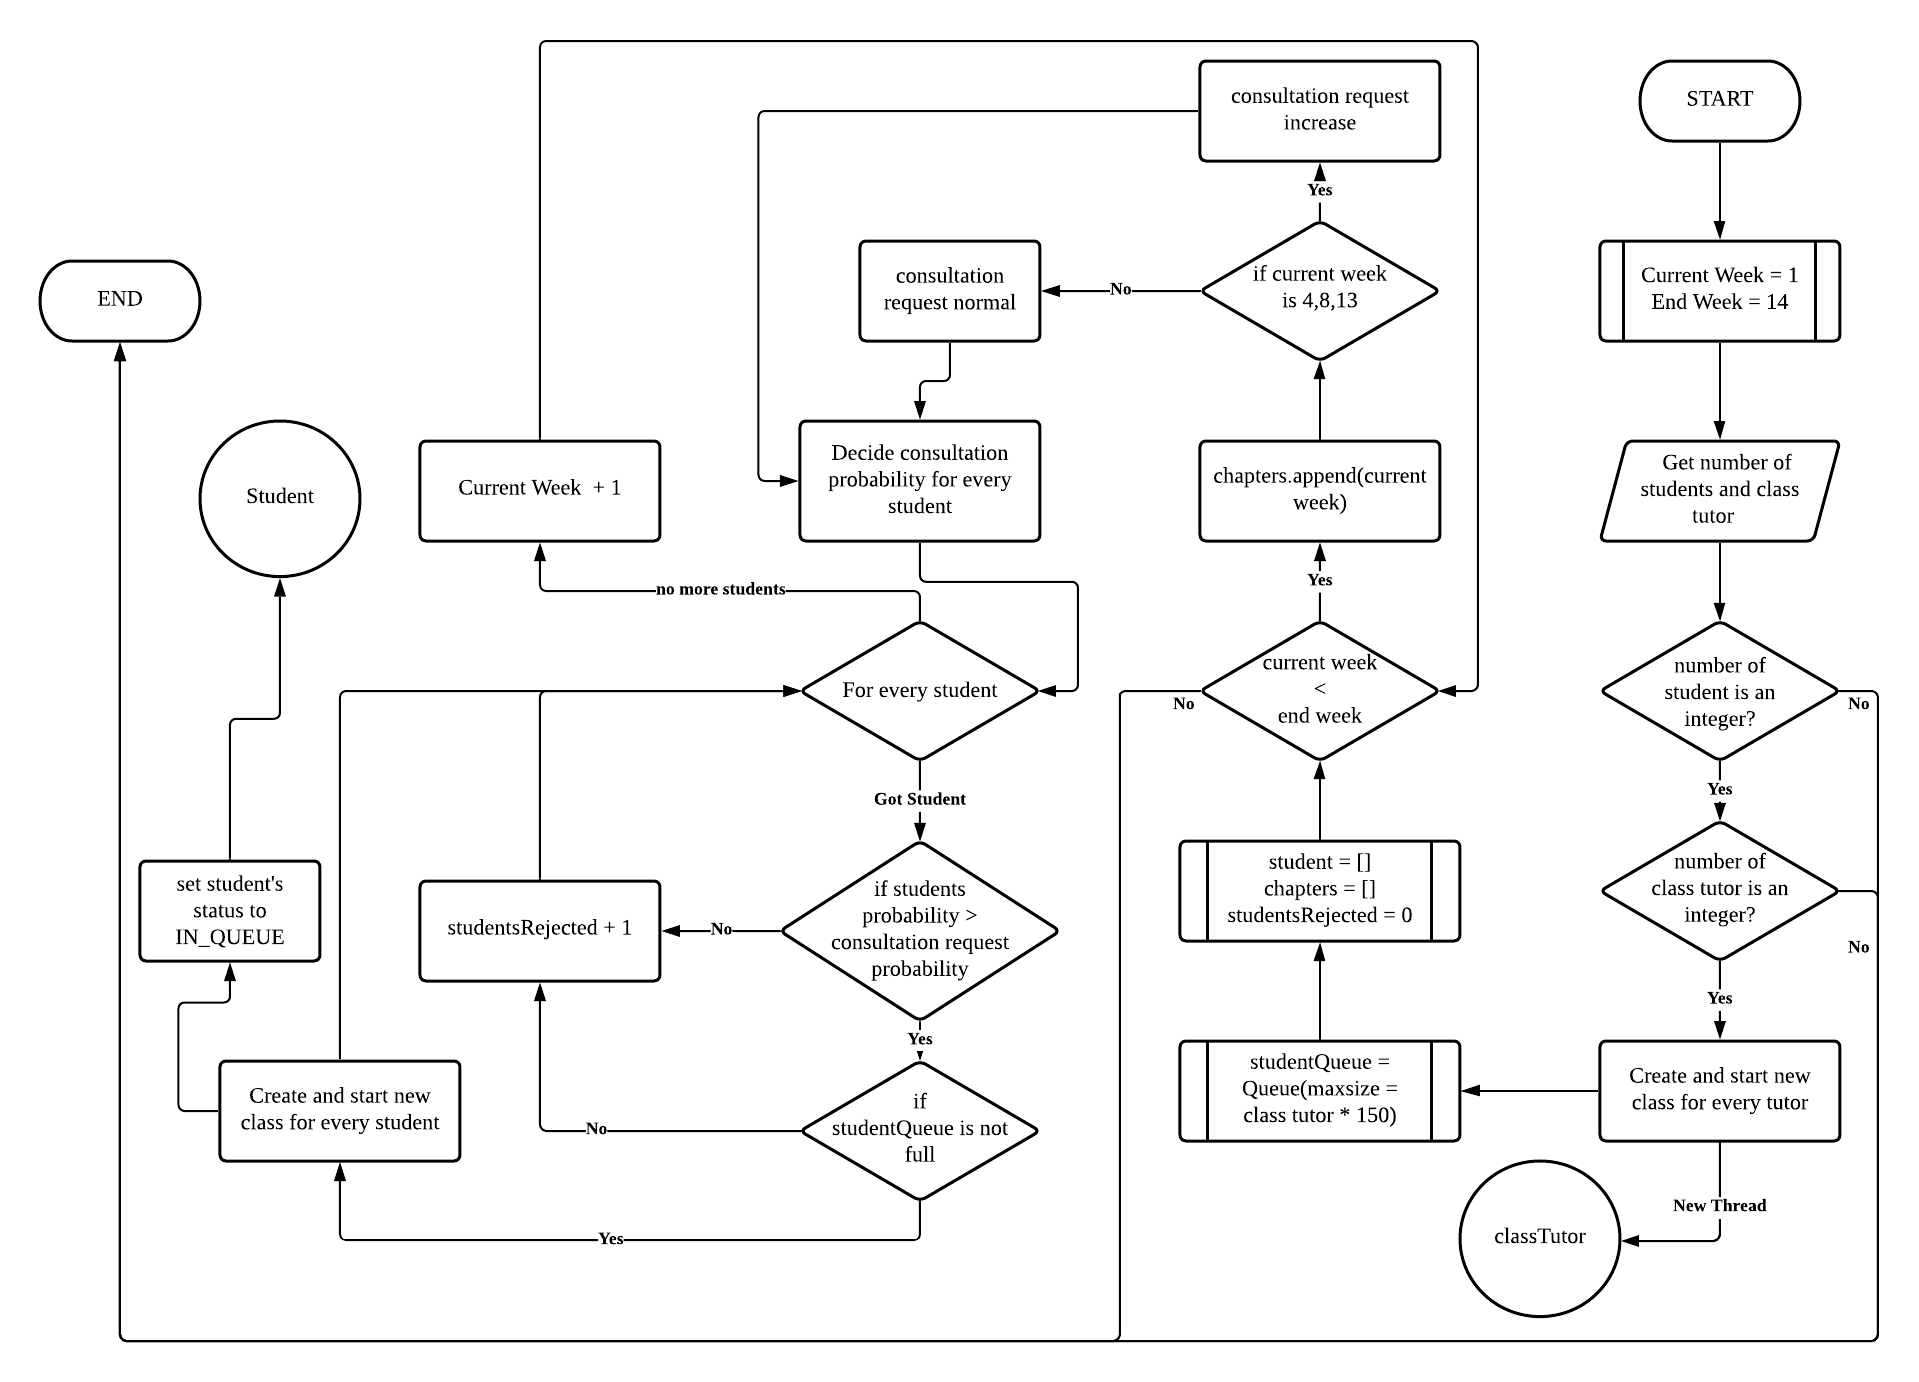 START
Current Week = 1
End Week = 14
Get number of
students and class
tutor
number of
student is an
integer?
No
Yes
number of
class tutor is an
integer?
No
Yes
Create and start new
class for every tutor
New Thread
classTutor
studentQueue =
Queue(maxsize =
class tutor * 150)
student = []
chapters = []
studentsRejected = 0
current week
<
end week
No
Yes
chapters.append(current
week)
if current week
is 4,8,13
Yes
consultation request
increase
No
consultation
request normal
Decide consultation
probability for every
student
For every student
no more students
Current Week  + 1
Got Student
if students
probability >
consultation request
probability
No
studentsRejected + 1
Yes
if
studentQueue is not
full
No
Yes
Create and start new
class for every student
set student's
status to
IN_QUEUE
Student
END